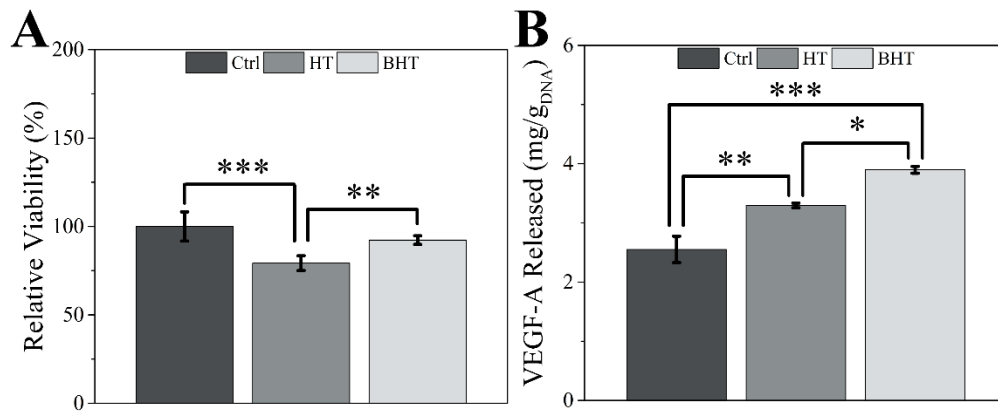 A
Relative Viability (%)
200
150
100
50
0
Ctrl HT BHT
***
**
B
VEGF-A Released (mg/gDNA)
6
4
2
0
Ctrl HT BHT
***
**
*